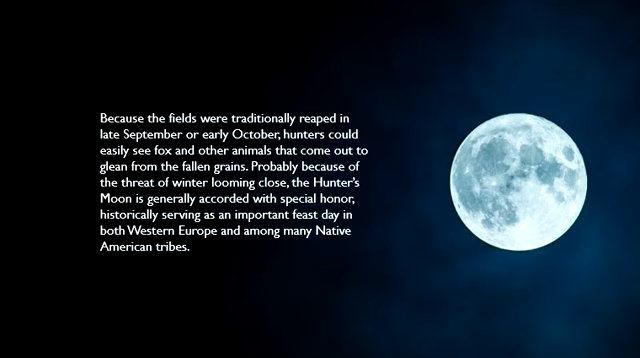 Because the fields were traditionally reaped in
late September or early October, hunters could
easily see fox and other animals that come out to
glean from the fallen grains. Probably because of
the threat of winter looming close, the Hunter's
Moon is generally accorded with special honor,
historically serving as an important feast day in
both Western Europe and among many Native
American tribes.